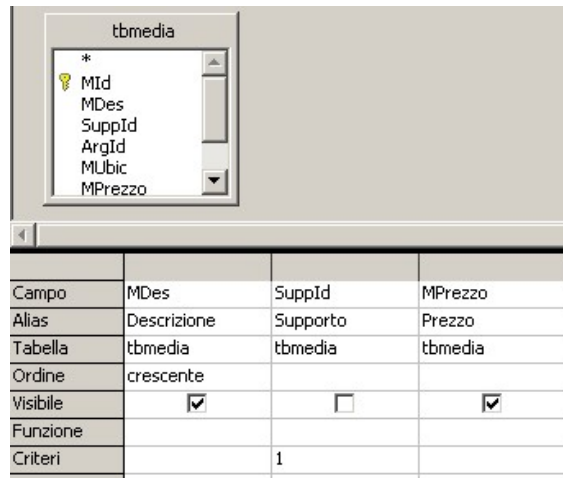 tbmedia
*
MId
MDes
SuppId
ArgId
MUbic
MPrezzo
Campo MDes SuppId MPrezzo
Alias Descrizione Supporto Prezzo
Tabella tbmedia tbmedia tbmedia
Ordine crescente
Visibile
Funzione
Criteri 1